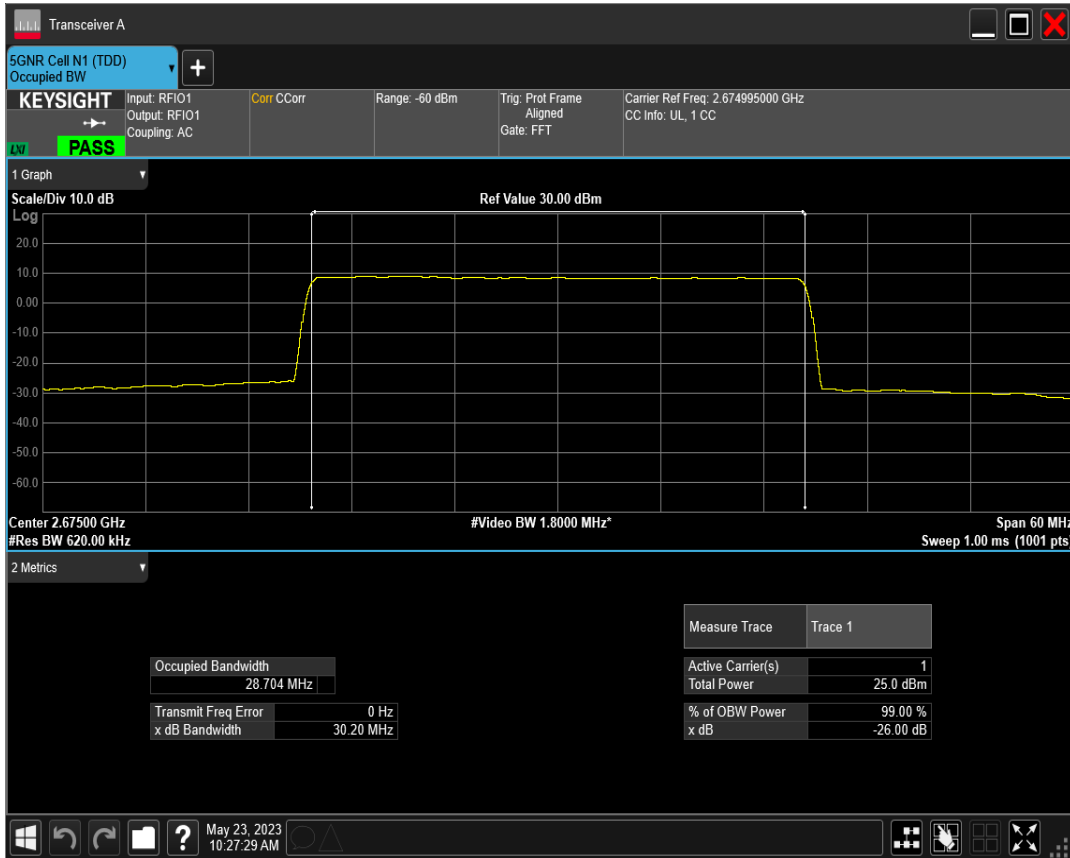 Transceiver A
5GNR Cell N1 (TDD)
Occupied BW
+
KEYSIGHT
LXI
PASS
Input: RFIO1
Output: RFIO1
Coupling: AC
Corr CCorr
Range: -60 dBm
Trig: Prot Frame
Aligned
Gate: FFT
Carrier Ref Freq: 2.674995000 GHz
CC Info: UL, 1 CC
1 Graph
Scale/Div 10.0 dB
Ref Value 30.00 dBm
Log
20.0
10.0
0.00
-10.0
-20.0
-30.0
-40.0
-50.0
-60.0
Center 2.67500 GHz
#Video BW 1.8000 MHz*
Span 60 MHz
#Res BW 620.00 kHz
Sweep 1.00 ms (1001 pts)
2 Metrics
Measure Trace Trace 1
Occupied Bandwidth
28.704 MHz
Active Carrier(s) 1
Total Power 25.0 dBm
Transmit Freq Error 0 Hz
x dB Bandwidth 30.20 MHz
% of OBW Power 99.00 %
x dB -26.00 dB
?
May 23, 2023
10:27:29 AM